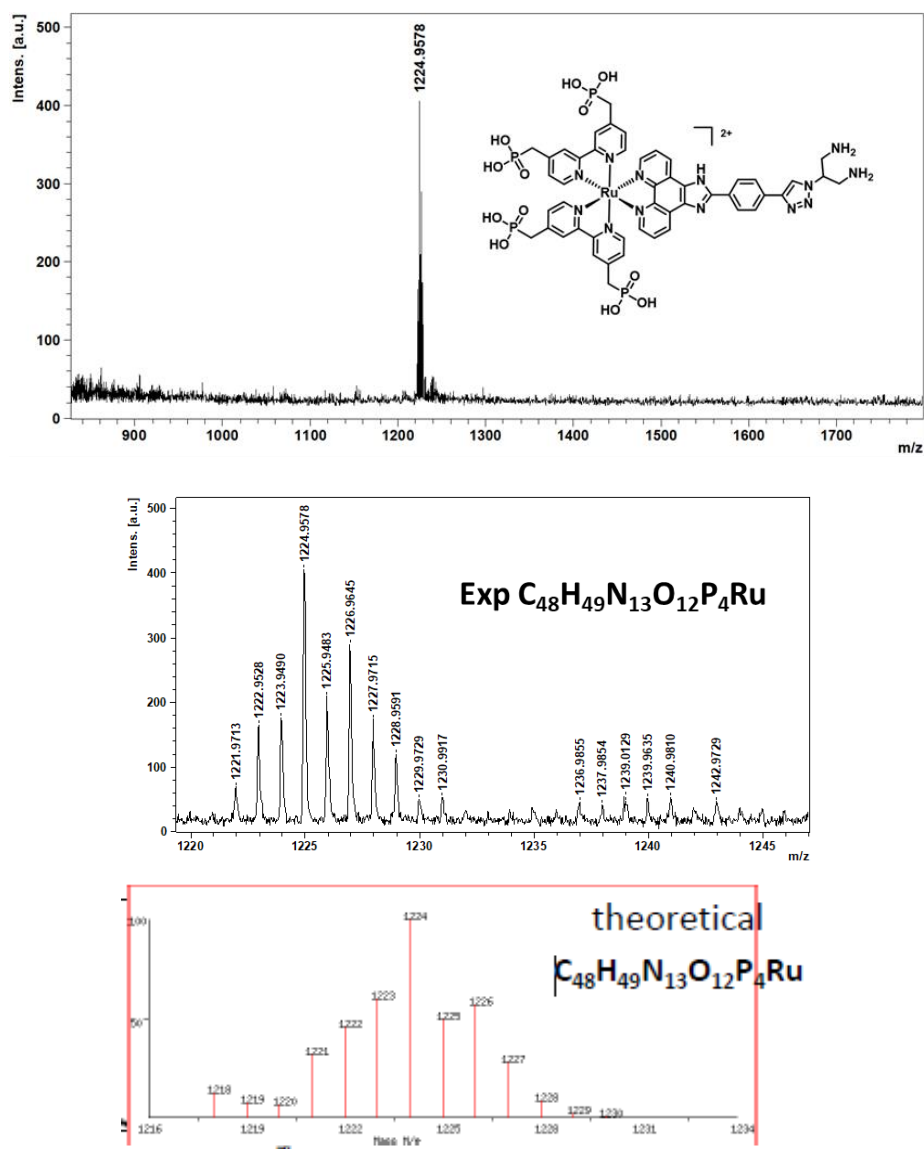 Intens. [a.u.]
500
400
300
200
100
0
1224.9578
900
1000
1100
1200
1300
1400
1500
1600
1700
m/z
HO
OH
P
O
HO
HO
P
O
N
N
N
N
Ru
N
N
HO
HO
P
O
O
P
OH
HO
2+
H
N
N
N
N
N
NH2
NH2
Intens. [a.u.]
500
400
300
200
100
0
1221.9713
1222.9528
1223.9490
1224.9578
1225.9483
1226.9645
1227.9715
1228.9591
1229.9729
1230.9917
1236.9855
1237.9854
1239.0129
1239.9635
1240.9810
1242.9729
Exp C48H49N13O12P4Ru
1220
1225
1230
1235
1240
1245
m/z
theoretical
C48H49N13O12P4Ru
100
50
1218
1219
1220
1221
1222
1223
1224
1225
1226
1227
1228
1229
1230
1216
1219
1222
1225
1228
1231
1234
Mass M/e